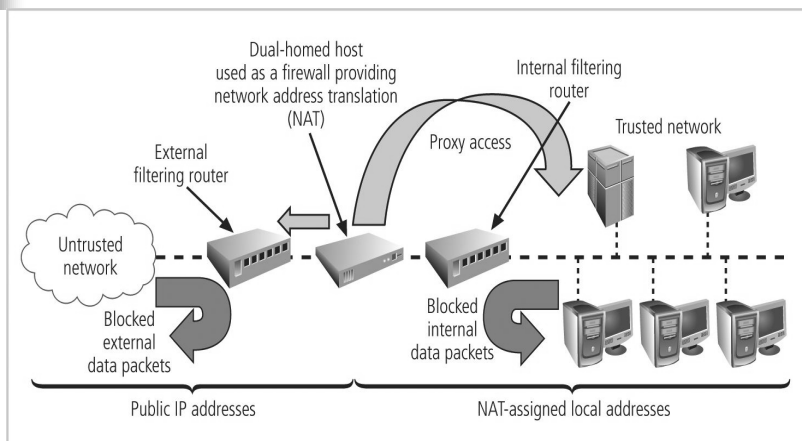 Dual-homed host
used as a firewall providing
network address translation
(NAT)
Internal filtering
router
External
filtering router
Proxy access
Trusted network
Untrusted
network
Blocked
external
data packets
Blocked
internal
data packets
Public IP addresses
NAT-assigned local addresses